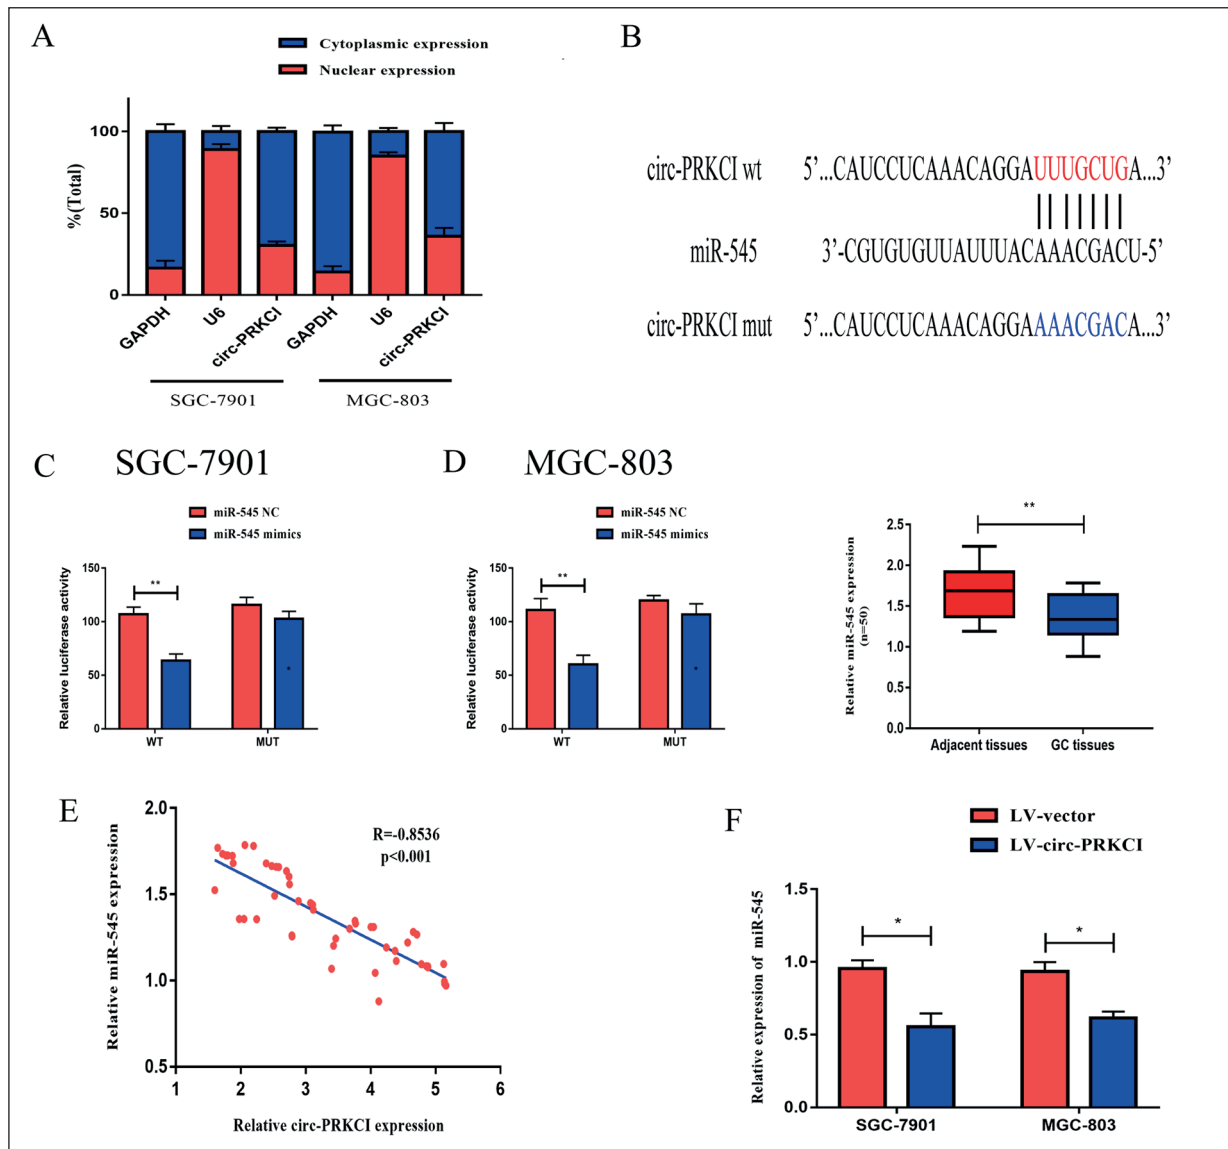 A
Cytoplasmic expression
Nuclear expression
%(Total)
100
50
0
GAPDH
U6
circ-PRKCI
GAPDH
U6
circ-PRKCI
SGC-7901
MGC-803
B
circ-PRKCI wt 5’...CAUCCUCAAACAGGAUUUGCUGA...3’
miR-545 3’-CGUGUGUUAUUUACAAACGACU-5’
circ-PRKCI mut 5’...CAUCCUCAAACAGGAAAACGACA...3’
C SGC-7901
miR-545 NC
miR-545 mimics
Relative luciferase activity
150
100
50
0
**
*
WT
MUT
D MGC-803
miR-545 NC
miR-545 mimics
Relative luciferase activity
150
100
50
0
**
*
WT
MUT
Relative miR-545 expression
(n=50)
2.5
2.0
1.5
1.0
0.0
**
Adjacent tissues
GC tissues
E
Relative miR-545 expression
2.0
1.5
1.0
0.5
R=-0.8536
p<0.001
1 2 3 4 5 6
Relative circ-PRKCI expression
F
LV-vector
LV-circ-PRKCI
Relative expression of miR-545
1.5
1.0
0.5
0.0
*
*
SGC-7901
MGC-803